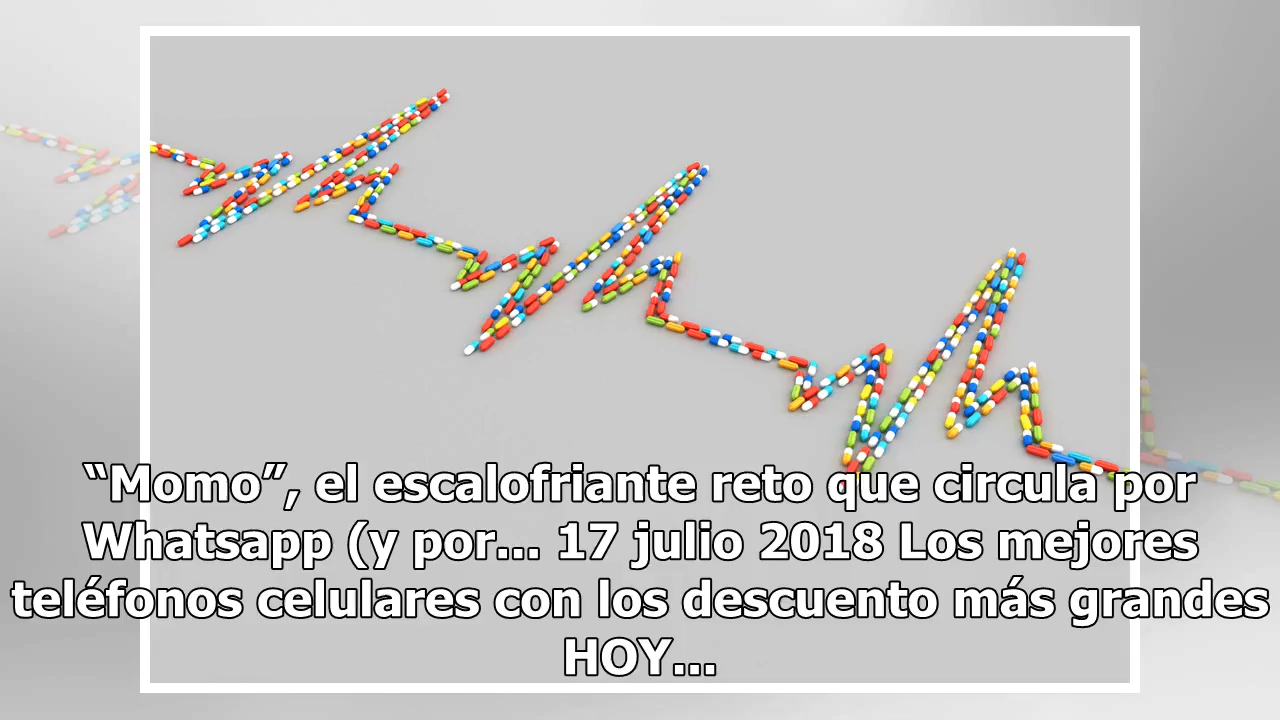 “Momo”, el escalofriante reto que circula por
Whatsapp (y por... 17 julio 2018 Los mejores
teléfonos celulares con los descuento más grandes
HOY...